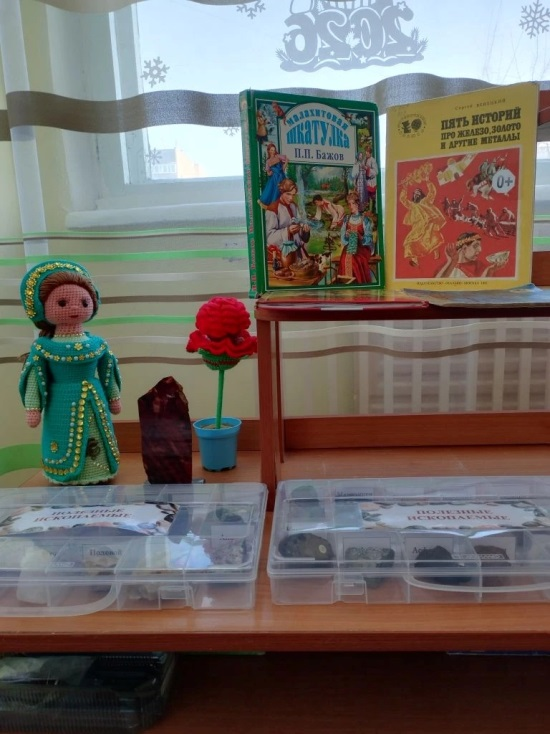 2026
МАЛАХИТОВАЯ
ШКАТУЛКА
П.П. Бажов
ПЯТЬ ИСТОРИЙ
ПРО ЖЕЛЕЗО, ЗОЛОТО
И ДРУГИЕ МЕТАЛЛЫ
0+
ПОЛЕЗНЫЕ
ИСКОПАЕМЫЕ
ПОЛЕЗНЫЕ
ИСКОПАЕМЫЕ